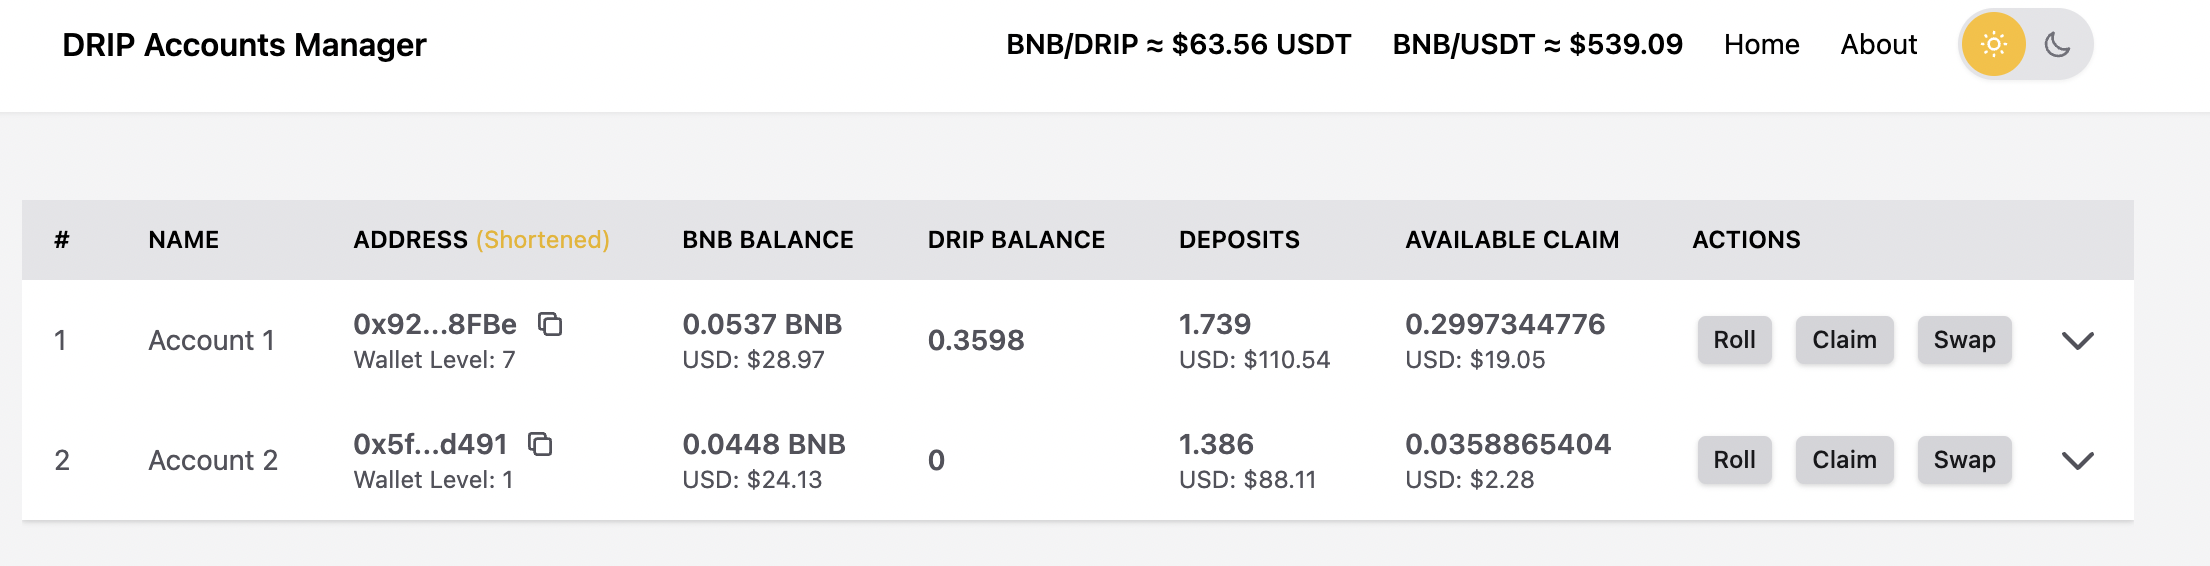 DRIP Accounts Manager BNB/DRIP ≈ $63.56 USDT BNB/USDT ≈ $539.09 Home About
# NAME ADDRESS (Shortened) BNB BALANCE DRIP BALANCE DEPOSITS AVAILABLE CLAIM ACTIONS
1 Account 1 0x92...8FBe 0.0537 BNB 0.3598 1.739 0.2997344776 Roll Claim Swap
Wallet Level: 7 USD: $28.97 USD: $110.54 USD: $19.05
2 Account 2 0x5f...d491 0.0448 BNB 0 1.386 0.0358865404 Roll Claim Swap
Wallet Level: 1 USD: $24.13 USD: $88.11 USD: $2.28